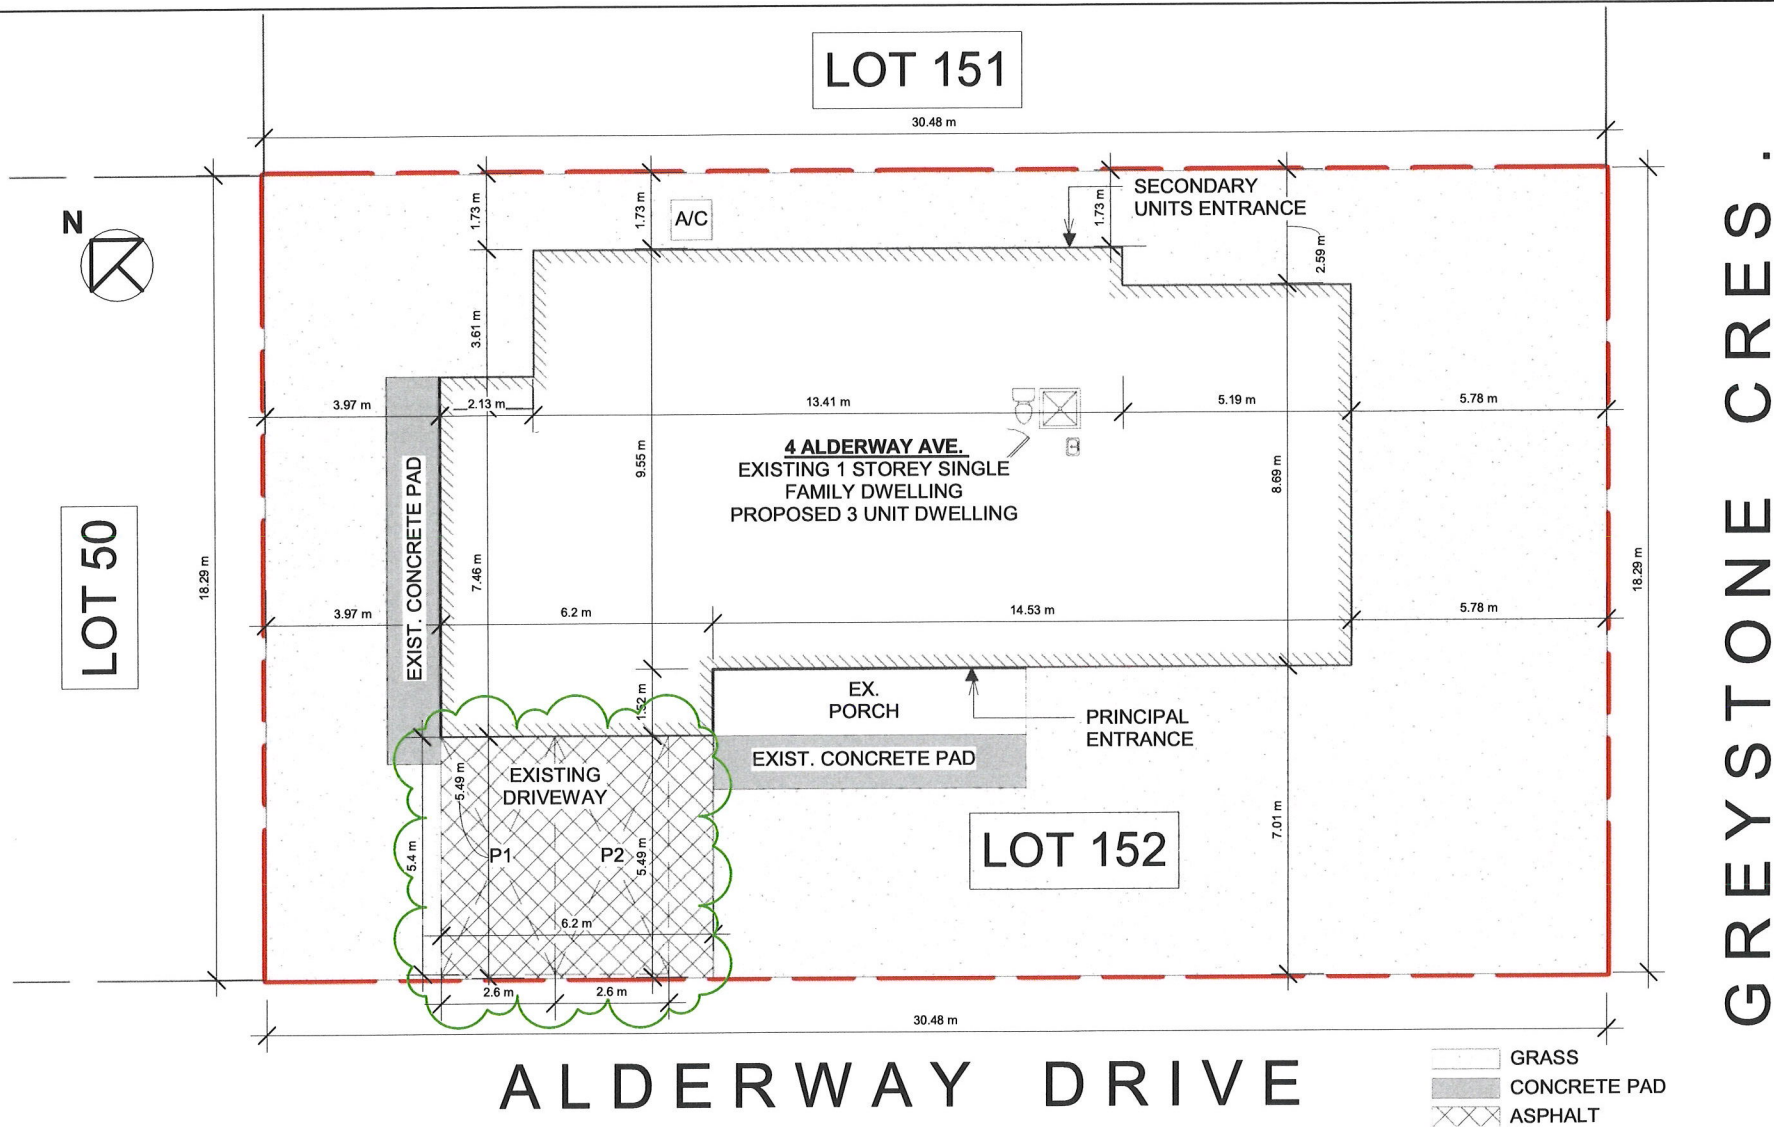 LOT 151
30.48 m
N
1.73 m
1.73 m
A/C
1.73 m
SECONDARY
UNITS ENTRANCE
2.59 m
3.61 m
3.97 m
2.13 m
13.41 m
5.19 m
5.78 m
4 ALDERWAY AVE.
EXISTING 1 STOREY SINGLE
FAMILY DWELLING
PROPOSED 3 UNIT DWELLING
9.55 m
8.69 m
EXIST. CONCRETE PAD
LOT 50
18.29 m
18.29 m
7.46 m
3.97 m
6.2 m
14.53 m
5.78 m
1.52 m
EX.
PORCH
PRINCIPAL
ENTRANCE
EXIST. CONCRETE PAD
EXISTING
DRIVEWAY
5.49 m
5.4 m
P1
P2
5.49 m
7.01 m
LOT 152
6.2 m
2.6 m
2.6 m
30.48 m
ALDERWAY DRIVE
GREYSTONE CRES.
GRASS
CONCRETE PAD
ASPHALT